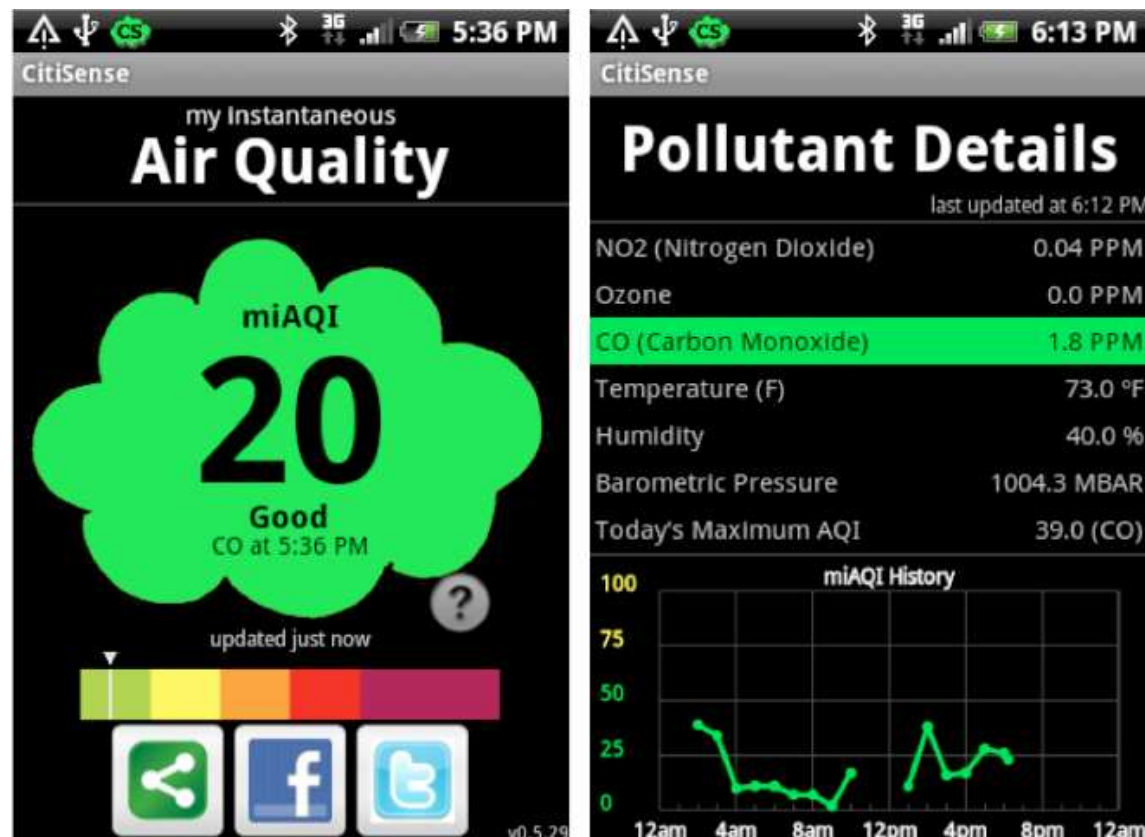 CS
3G
5:36 PM
CitiSense
my Instantaneous
Air Quality
miAQI
20
Good
CO at 5:36 PM
?
updated just now
f
t
v0.5.29
CS
3G
6:13 PM
CitiSense
Pollutant Details
last updated at 6:12 PM
NO2 (Nitrogen Dioxide) 0.04 PPM
Ozone 0.0 PPM
CO (Carbon Monoxide) 1.8 PPM
Temperature (F) 73.0 °F
Humidity 40.0 %
Barometric Pressure 1004.3 MBAR
Today's Maximum AQI 39.0 (CO)
miAQI History
100
75
50
25
0
12am 4am 8am 12pm 4pm 8pm 12am